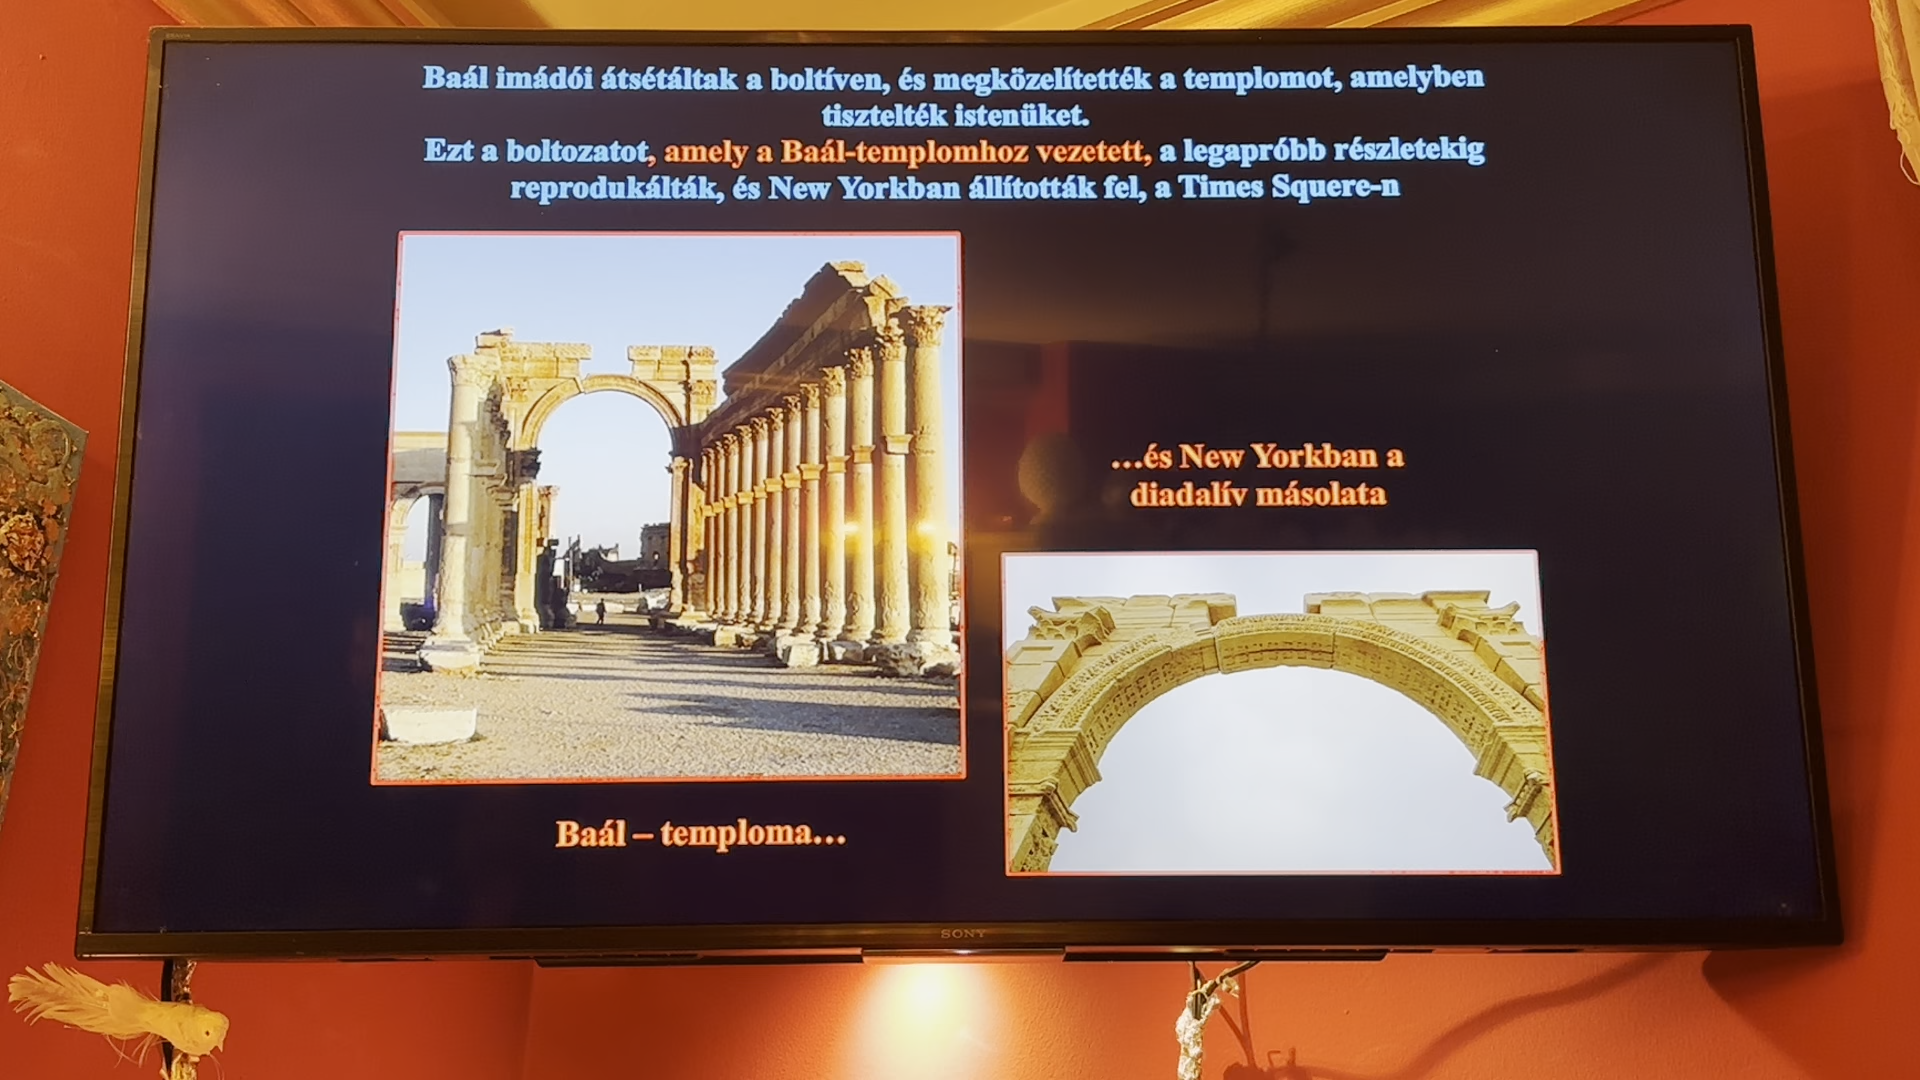 Baál imádói átsétáltak a boltíven, és megközelítették a templomot, amelyben
tisztelték istenüket.
Ezt a boltozatot, amely a Baál-templomhoz vezetett, a legapróbb részletekig
reprodukálták, és New Yorkban állították fel, a Times Squere-n
…és New Yorkban a
diadalív másolata
Baál – temploma…
SONY